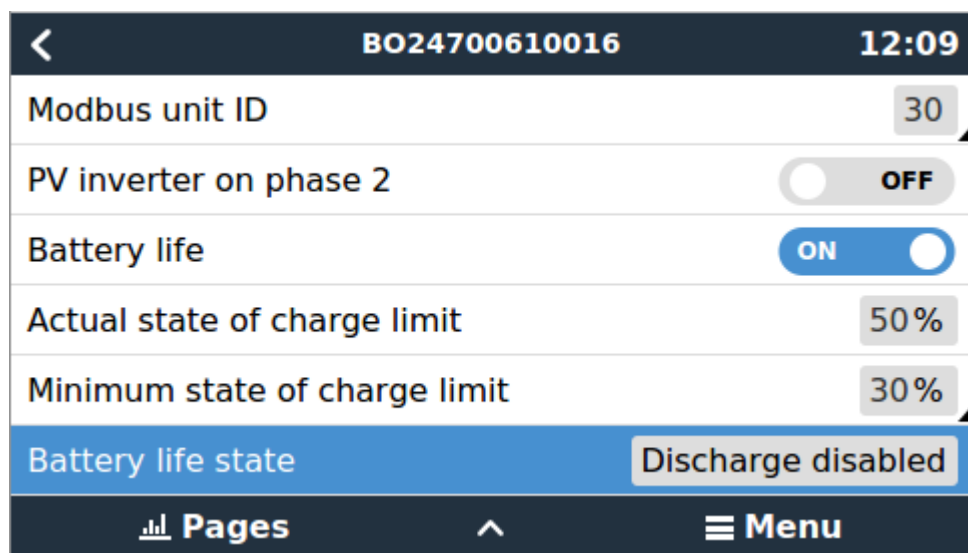 BO24700610016 12:09
Modbus unit ID 30
PV inverter on phase 2 OFF
Battery life ON
Actual state of charge limit 50%
Minimum state of charge limit 30%
Battery life state Discharge disabled
Pages Menu